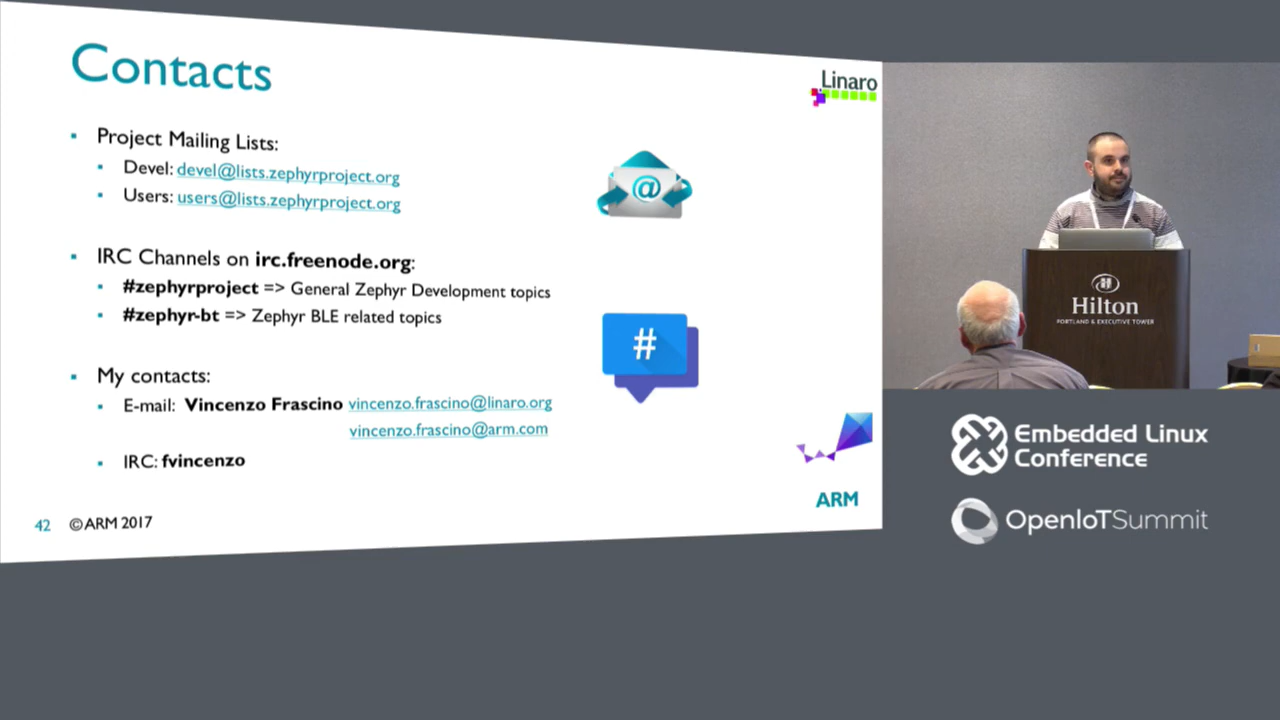 Contacts
Linaro
Project Mailing Lists:
Devel: devel@lists.zephyrproject.org
Users: users@lists.zephyrproject.org
@
IRC Channels on irc.freenode.org:
#zephyrproject => General Zephyr Development topics
#zephyr-bt => Zephyr BLE related topics
#
My contacts:
E-mail: Vincenzo Frascino vincenzo.frascino@linaro.org
vincenzo.frascino@arm.com
IRC: fvincenzo
ARM
42 © ARM 2017
Hilton
PORTLAND & EXECUTIVE TOWER
Embedded Linux
Conference
OpenIoTSummit